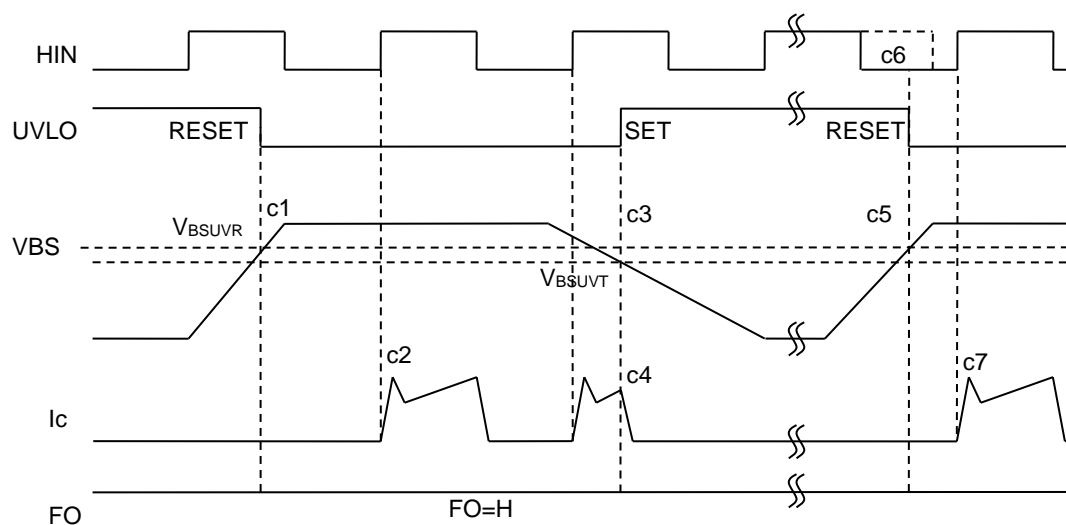 HIN
c6
UVLO
RESET
SET
RESET
c1
c3
c5
VBSUVR
VBS
VBSUVT
c2
c4
c7
Ic
FO=H
FO